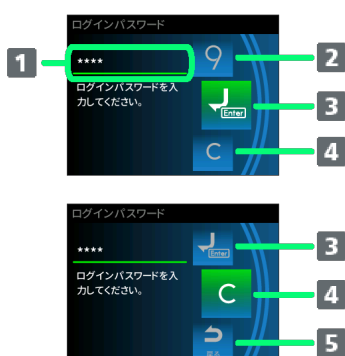 ログインパスワード
1
****
9
2
ログインパスワードを入
力してください。
Enter
3
C
4
ログインパスワード
****
Enter
3
ログインパスワードを入
力してください。
C
4
戻る
5